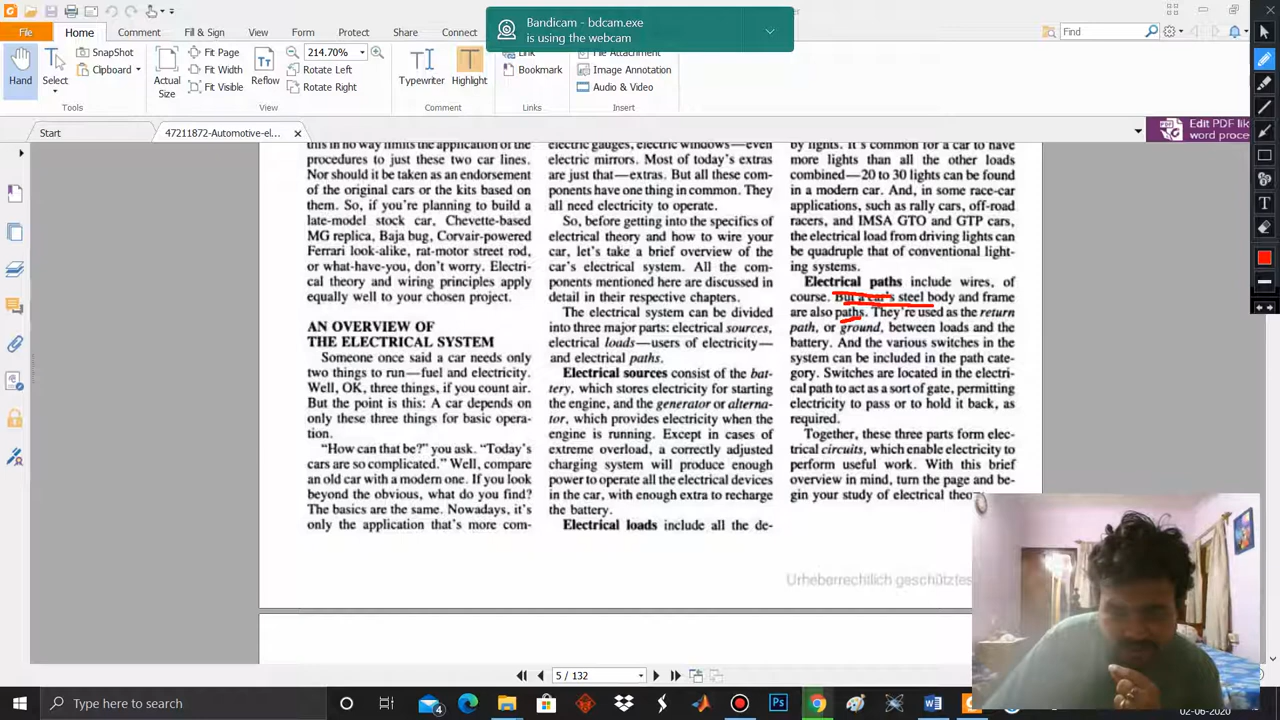 Bandicam - bdcam.exe
is using the webcam
File
Home
Comment
Fill & Sign
View
Form
Protect
Share
Connect
Find
SnapShot
Clipboard
Hand
Select
Actual
Size
Fit Page
Fit Width
Fit Visible
Reflow
214.70%
Rotate Left
Rotate Right
Typewriter
Highlight
Link
Bookmark
File Attachment
Image Annotation
Audio & Video
Tools
View
Comment
Links
Insert
Start
47211872-Automotive-el...
Edit PDF lik
word proce
this in no way limits the application of the
procedures to just these two car lines.
Nor should it be taken as an endorsement
of the original cars or the kits based on
them. So, if you're planning to build a
late-model stock car, Chevette-based
MG replica, Baja bug, Corvair-powered
Ferrari look-alike, rat-motor street rod,
or what-have-you, don't worry. Electri-
cal theory and wiring principles apply
equally well to your chosen project.
AN OVERVIEW OF
THE ELECTRICAL SYSTEM
Someone once said a car needs only
two things to run—fuel and electricity.
Well, OK, three things, if you count air.
But the point is this: A car depends on
only these three things for basic opera-
tion.
"How can that be?" you ask. "Today's
cars are so complicated." Well, compare
an old car with a modern one. If you look
beyond the obvious, what do you find?
The basics are the same. Nowadays, it's
only the application that's more com-
electric gauges, electric windows—even
electric mirrors. Most of today's extras
are just that—extras. But all these com-
ponents have one thing in common. They
all need electricity to operate.
So, before getting into the specifics of
electrical theory and how to wire your
car, let's take a brief overview of the
car's electrical system. All the com-
ponents mentioned here are discussed in
detail in their respective chapters.
The electrical system can be divided
into three major parts: electrical sources,
electrical loads—users of electricity—
and electrical paths.
Electrical sources consist of the bat-
tery, which stores electricity for starting
the engine, and the generator or alterna-
tor, which provides electricity when the
engine is running. Except in cases of
extreme overload, a correctly adjusted
charging system will produce enough
power to operate all the electrical devices
in the car, with enough extra to recharge
the battery.
Electrical loads include all the de-
by lights. It's common for a car to have
more lights than all the other loads
combined—20 to 30 lights can be found
in a modern car. And, in some race-car
applications, such as rally cars, off-road
racers, and IMSA GTO and GTP cars,
the electrical load from driving lights can
be quadruple that of conventional light-
ing systems.
Electrical paths include wires, of
course. But a car's steel body and frame
are also paths. They're used as the return
path, or ground, between loads and the
battery. And the various switches in the
system can be included in the path cate-
gory. Switches are located in the electri-
cal path to act as a sort of gate, permitting
electricity to pass or to hold it back, as
required.
Together, these three parts form elec-
trical circuits, which enable electricity to
perform useful work. With this brief
overview in mind, turn the page and be-
gin your study of electrical theo
Urheberrechtlich geschütztes
5 / 132
Type here to search
02-06-2020